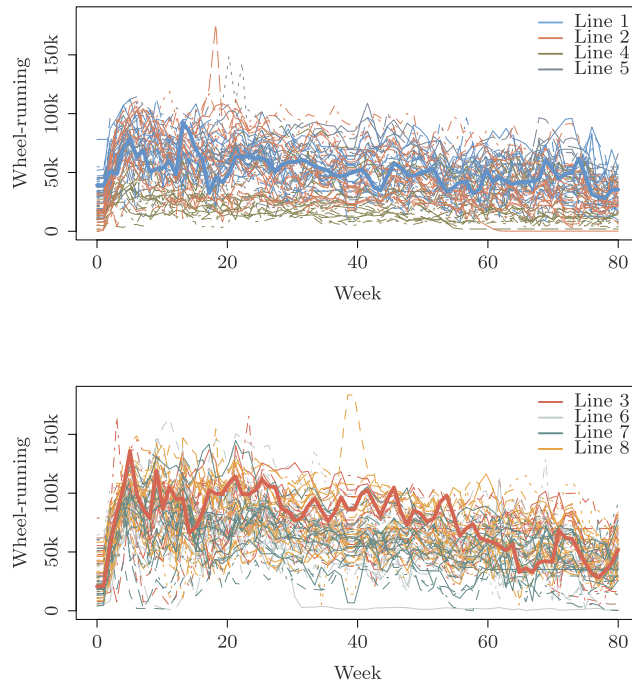 Line 1
Line 2
Line 4
Line 5
Wheel-running
150k
100k
50k
0
0 20 40 60 80
Week
Line 3
Line 6
Line 7
Line 8
Wheel-running
150k
100k
50k
0
0 20 40 60 80
Week